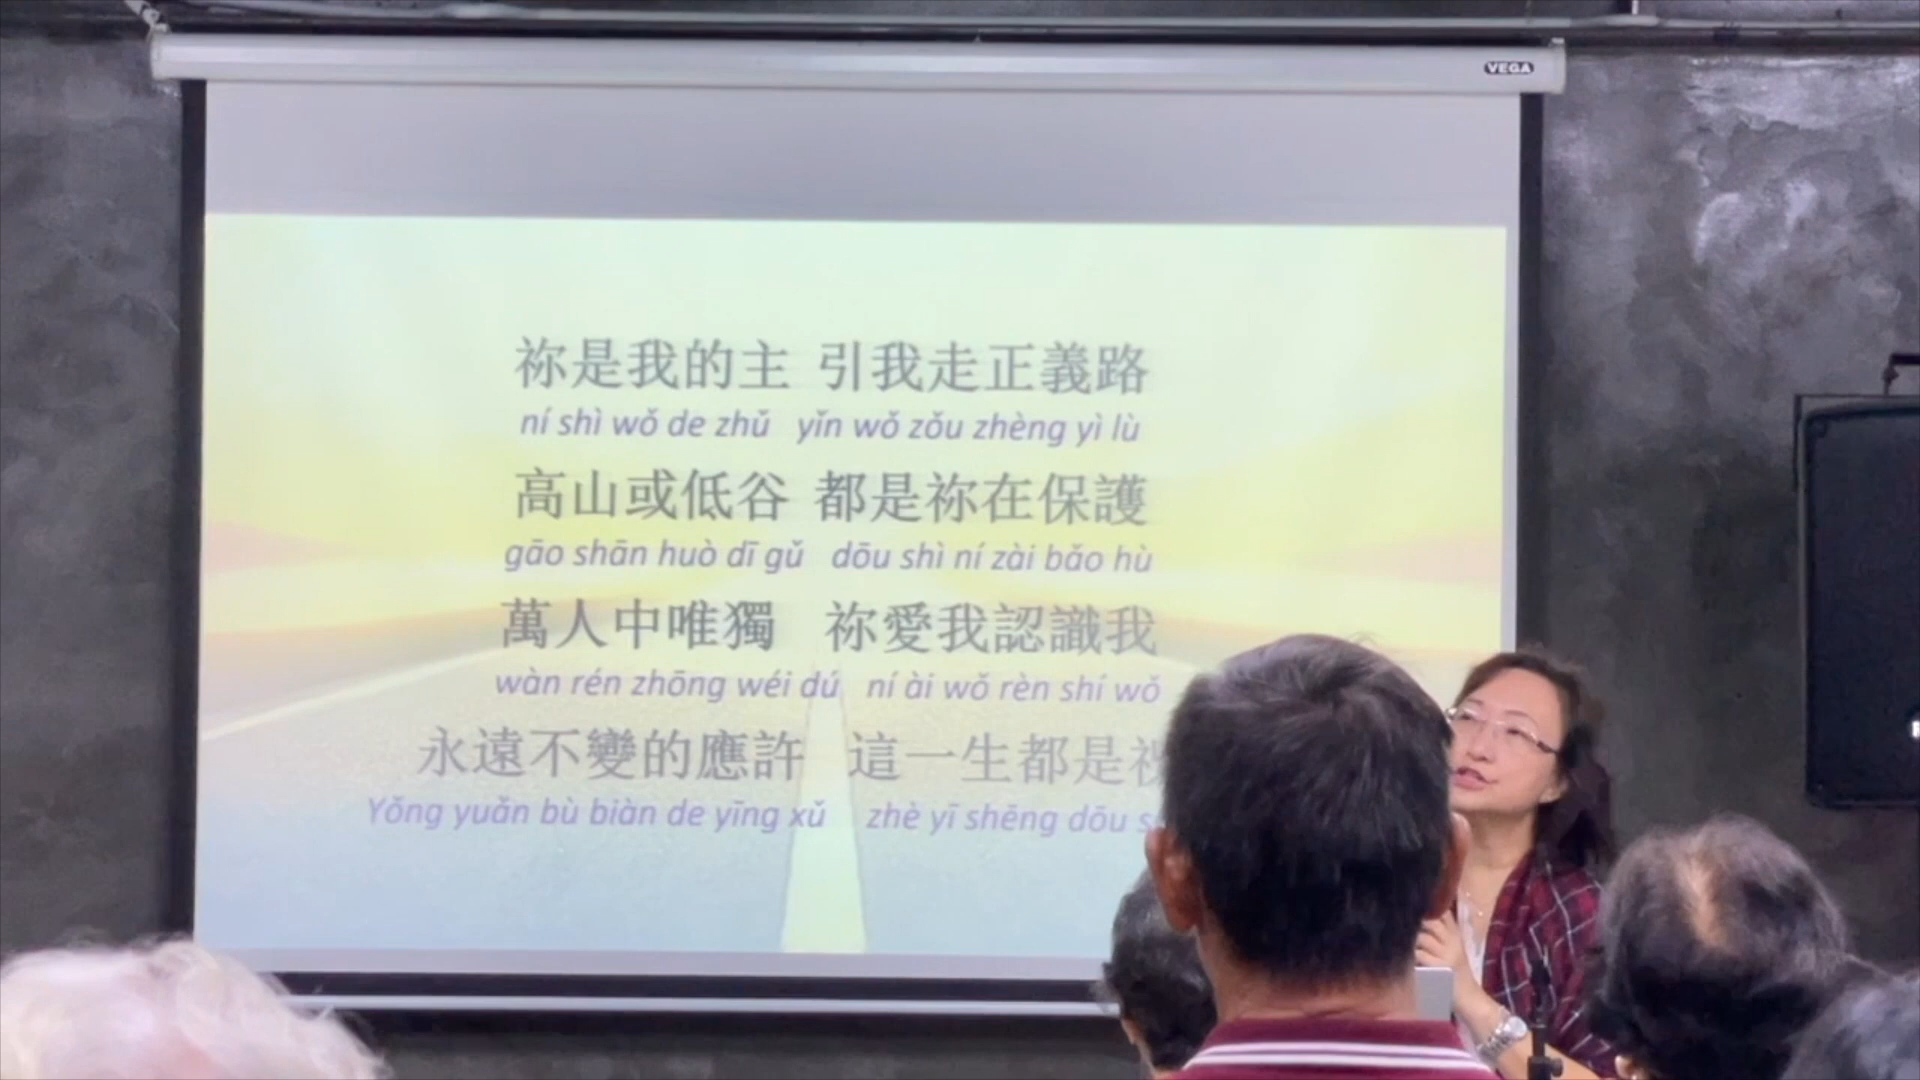 VEGA
祢是我的主 引我走正義路
ní shì wǒ de zhǔ yǐn wǒ zǒu zhèng yì lù
高山或低谷 都是祢在保護
gāo shān huò dī gǔ dōu shì ní zài bǎo hù
萬人中唯獨 祢愛我認識我
wàn rén zhōng wéi dú ní ài wǒ rèn shí wǒ
永遠不變的應許 這一生都是
Yǒng yuǎn bù biàn de yīng xǔ zhè yī shēng dōu